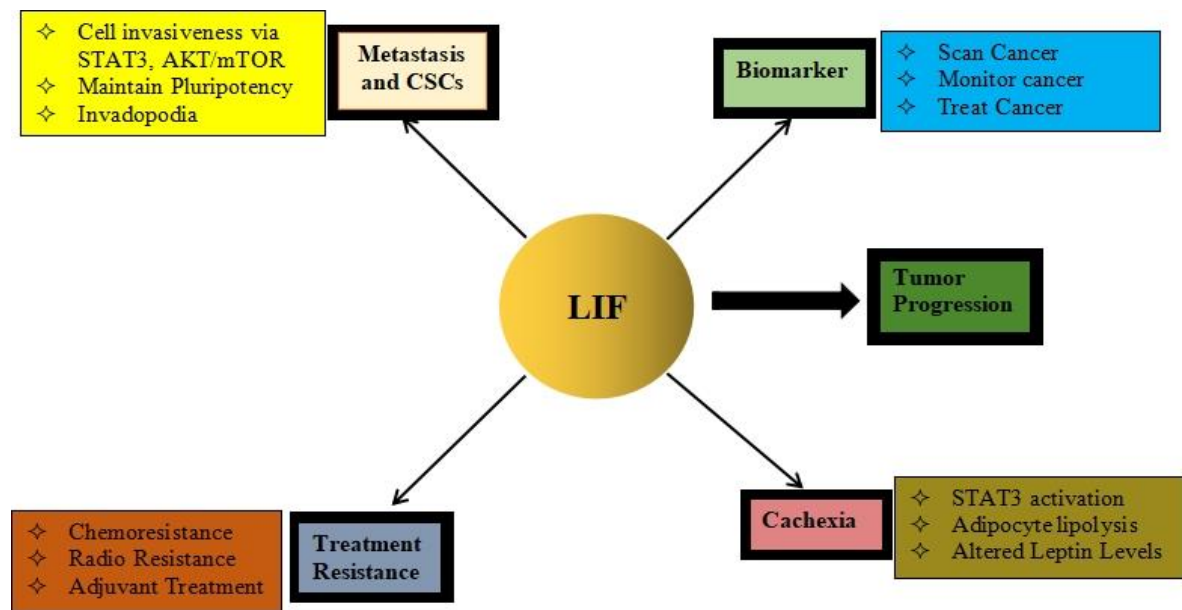 ✧ Cell invasiveness via
STAT3, AKT/mTOR
✧ Maintain Pluripotency
✧ Invadopodia
Metastasis
and CSCs
Biomarker
✧ Scan Cancer
✧ Monitor cancer
✧ Treat Cancer
LIF
Tumor
Progression
✧ Chemoresistance
✧ Radio Resistance
✧ Adjuvant Treatment
Treatment
Resistance
Cachexia
✧ STAT3 activation
✧ Adipocyte lipolysis
✧ Altered Leptin Levels